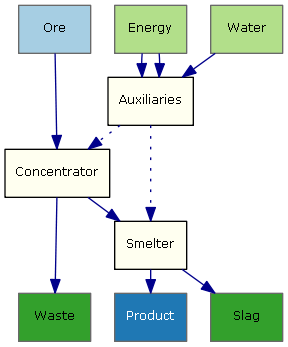 Ore
Energy
Water
Auxiliaries
Concentrator
Smelter
Waste
Product
Slag